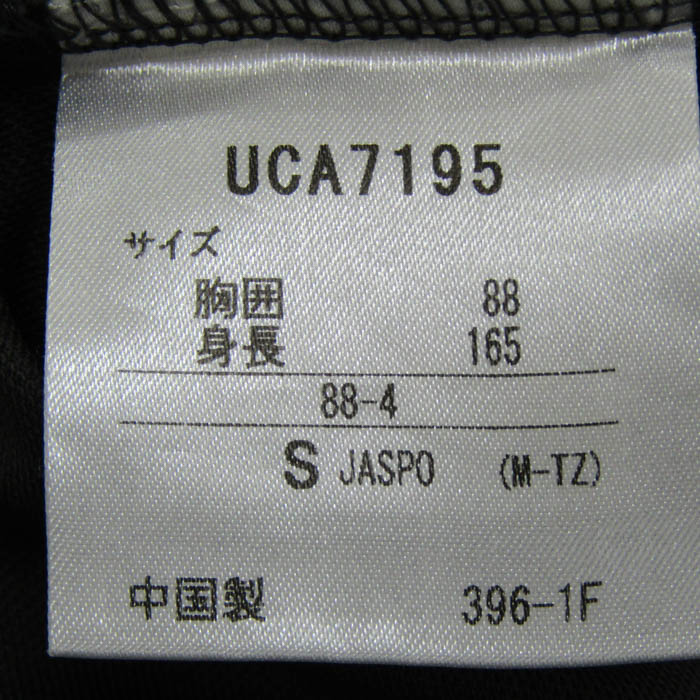 UCA7195
サイズ
胸囲 88
身長 165
88-4
S JASPO (M-TZ)
中国製 396-1F